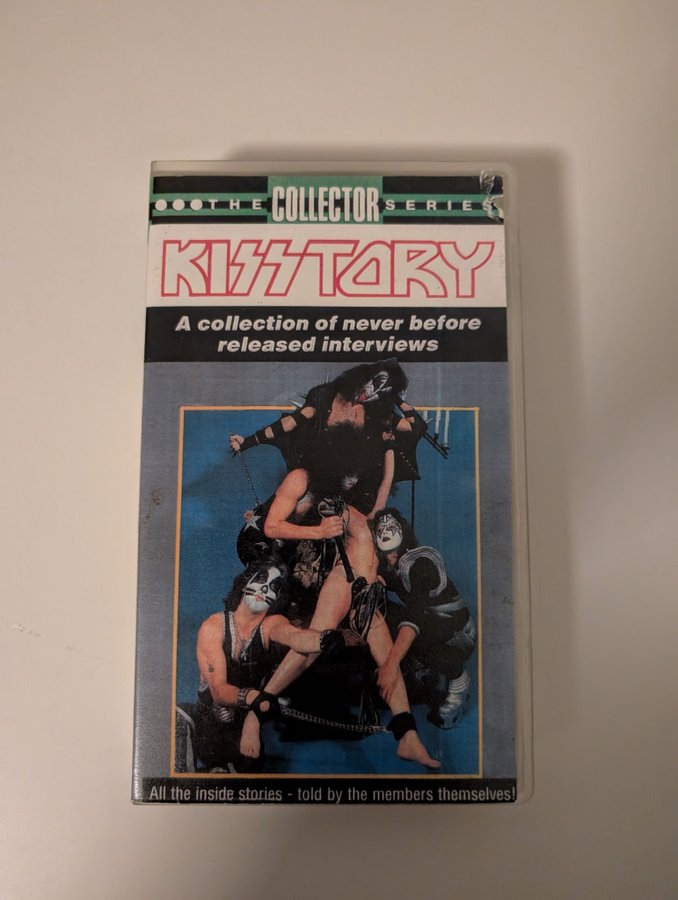 THE COLLECTOR SERIES
KISSTORY
A collection of never before
released interviews
All the inside stories - told by the members themselves!